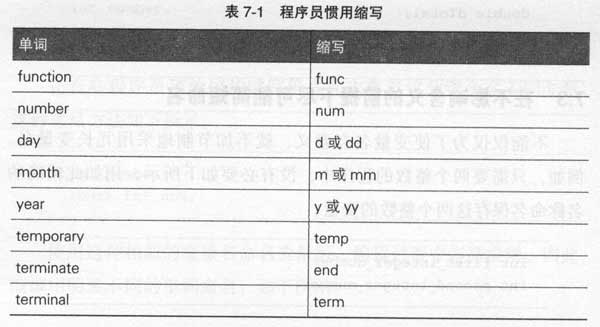 表 7-1 程序员惯用缩写
单词 缩写
function func
number num
day d 或 dd
month m 或 mm
year y 或 yy
temporary temp
terminate end
terminal term